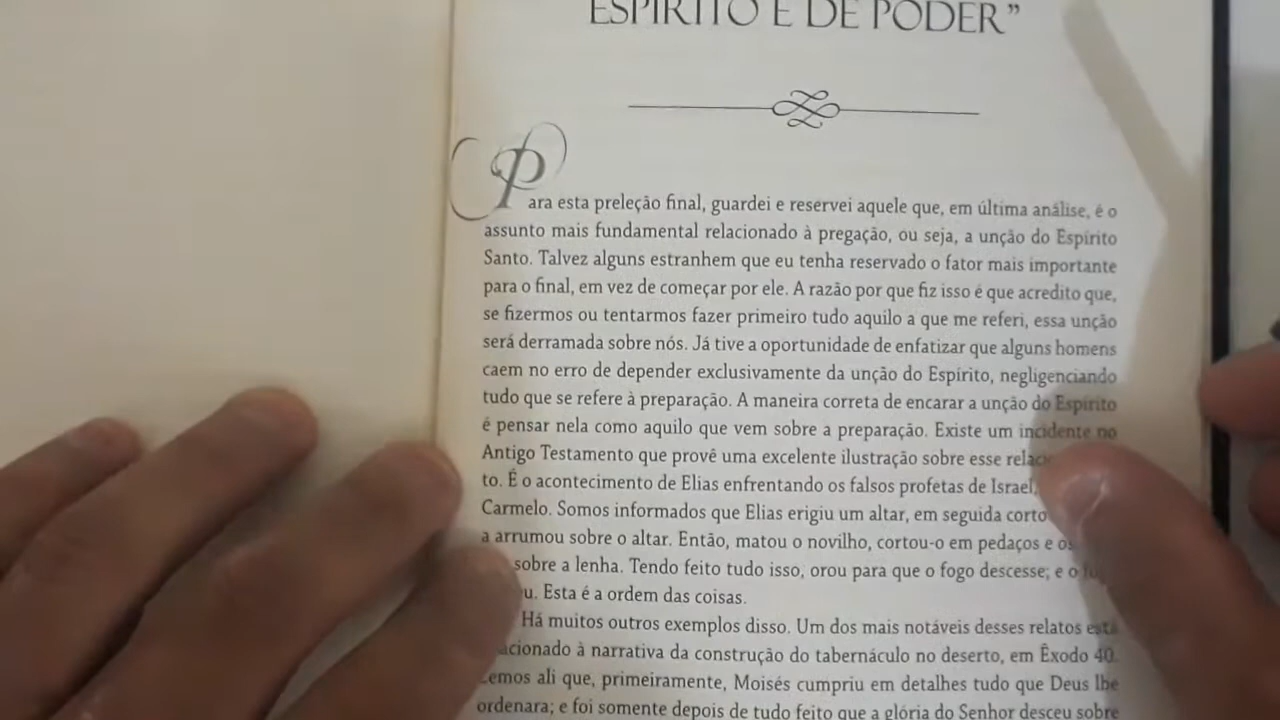 ESPÍRITO E DE PODER”
Para esta preleção final, guardei e reservei aquele que, em última análise, é o
assunto mais fundamental relacionado à pregação, ou seja, a unção do Espírito
Santo. Talvez alguns estranhem que eu tenha reservado o fator mais importante
para o final, em vez de começar por ele. A razão por que fiz isso é que acredito que,
se fizermos ou tentarmos fazer primeiro tudo aquilo a que me referi, essa unção
será derramada sobre nós. Já tive a oportunidade de enfatizar que alguns homens
caem no erro de depender exclusivamente da unção do Espírito, negligenciando
tudo que se refere à preparação. A maneira correta de encarar a unção do Espírito
é pensar nela como aquilo que vem sobre a preparação. Existe um incidente no
Antigo Testamento que provê uma excelente ilustração sobre esse
to. É o acontecimento de Elias enfrentando os falsos profetas de Israel,
Carmelo. Somos informados que Elias erigiu um altar, em seguida
a arrumou sobre o altar. Então, matou o novilho, cortou-o em pedaços e
sobre a lenha. Tendo feito tudo isso, orou para que o fogo descesse; e o
Esta é a ordem das coisas.
Há muitos outros exemplos disso. Um dos mais notáveis desses relatos está
à narrativa da construção do tabernáculo no deserto, em Êxodo 40.
Lemos ali que, primeiramente, Moisés cumpriu em detalhes tudo que Deus lhe
ordenara; e foi somente depois de tudo feito que a glória do Senhor desceu sobre